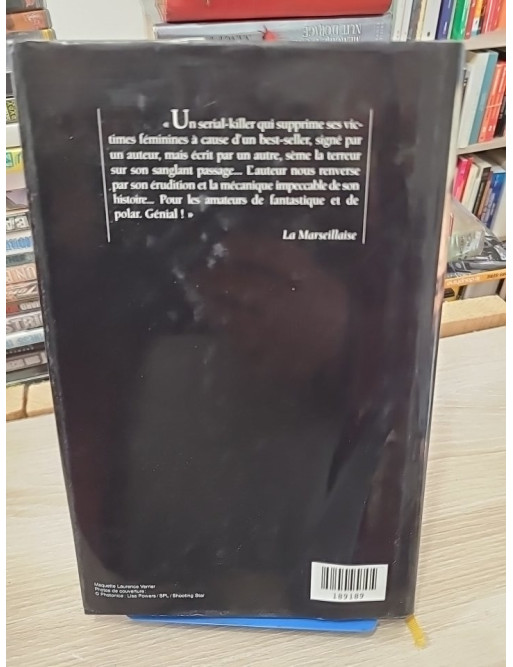 « Un serial-killer qui supprime ses vic-
times féminines à cause d'un best-seller, signé par
un auteur, mais écrit par un autre, sème la terreur
sur son sanglant passage... L'auteur nous renverse
par son érudition et la mécanique impeccable de son
histoire... Pour les amateurs de fantastique et de
polar. Génial ! »
La Marseillaise
Maquette Laurence Verrier
Photos de couverture :
© Photonica : Lisa Powers / SPL / Shooting Star
189189